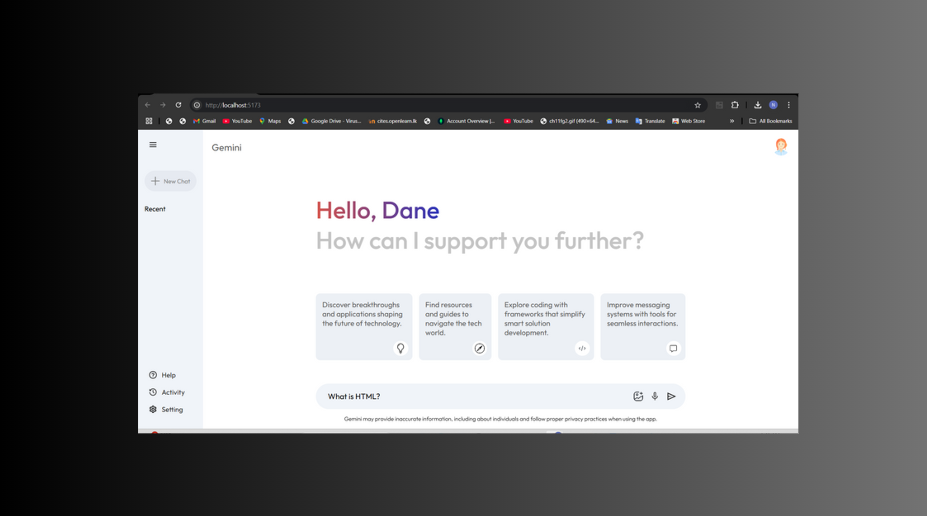 http://localhost:5173
N
Gmail YouTube Maps Google Drive - Virus... cites.openlearn.lk Account Overview |... YouTube ch11fg2.gif (490×64... News Translate Web Store » All Bookmarks
Gemini
New Chat
Recent
Hello, Dane
How can I support you further?
Discover breakthroughs
and applications shaping
the future of technology.
Find resources
and guides to
navigate the tech
world.
Explore coding with
frameworks that simplify
smart solution
development.
</>
Improve messaging
systems with tools for
seamless interactions.
Help
Activity
Setting
What is HTML?
Gemini may provide inaccurate information, including about individuals and follow proper privacy practices when using the app.